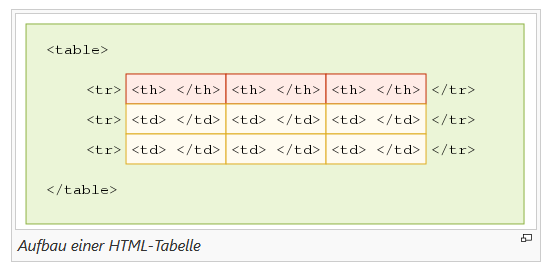 <table>
<tr> <th> </th> <th> </th> <th> </th> </tr>
<tr> <td> </td> <td> </td> <td> </td> </tr>
<tr> <td> </td> <td> </td> <td> </td> </tr>
</table>
Aufbau einer HTML-Tabelle